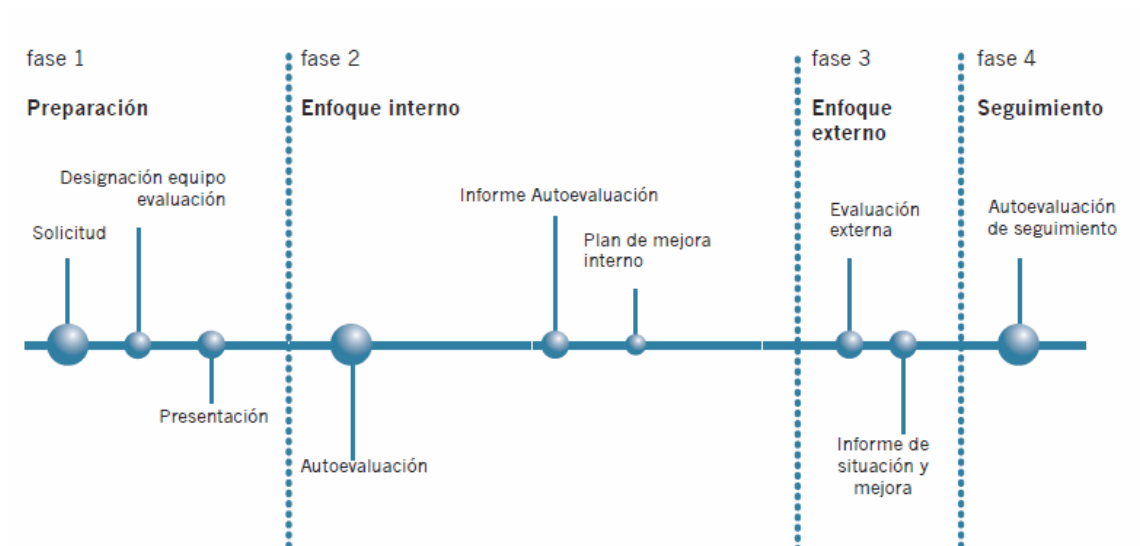 fase 1
Preparación
Designación equipo
evaluación
Solicitud
Presentación
fase 2
Enfoque interno
Informe Autoevaluación
Plan de mejora
interno
Autoevaluación
fase 3
Enfoque
externo
Evaluación
externa
Informe de
situación y
mejora
fase 4
Seguimiento
Autoevaluación
de seguimiento